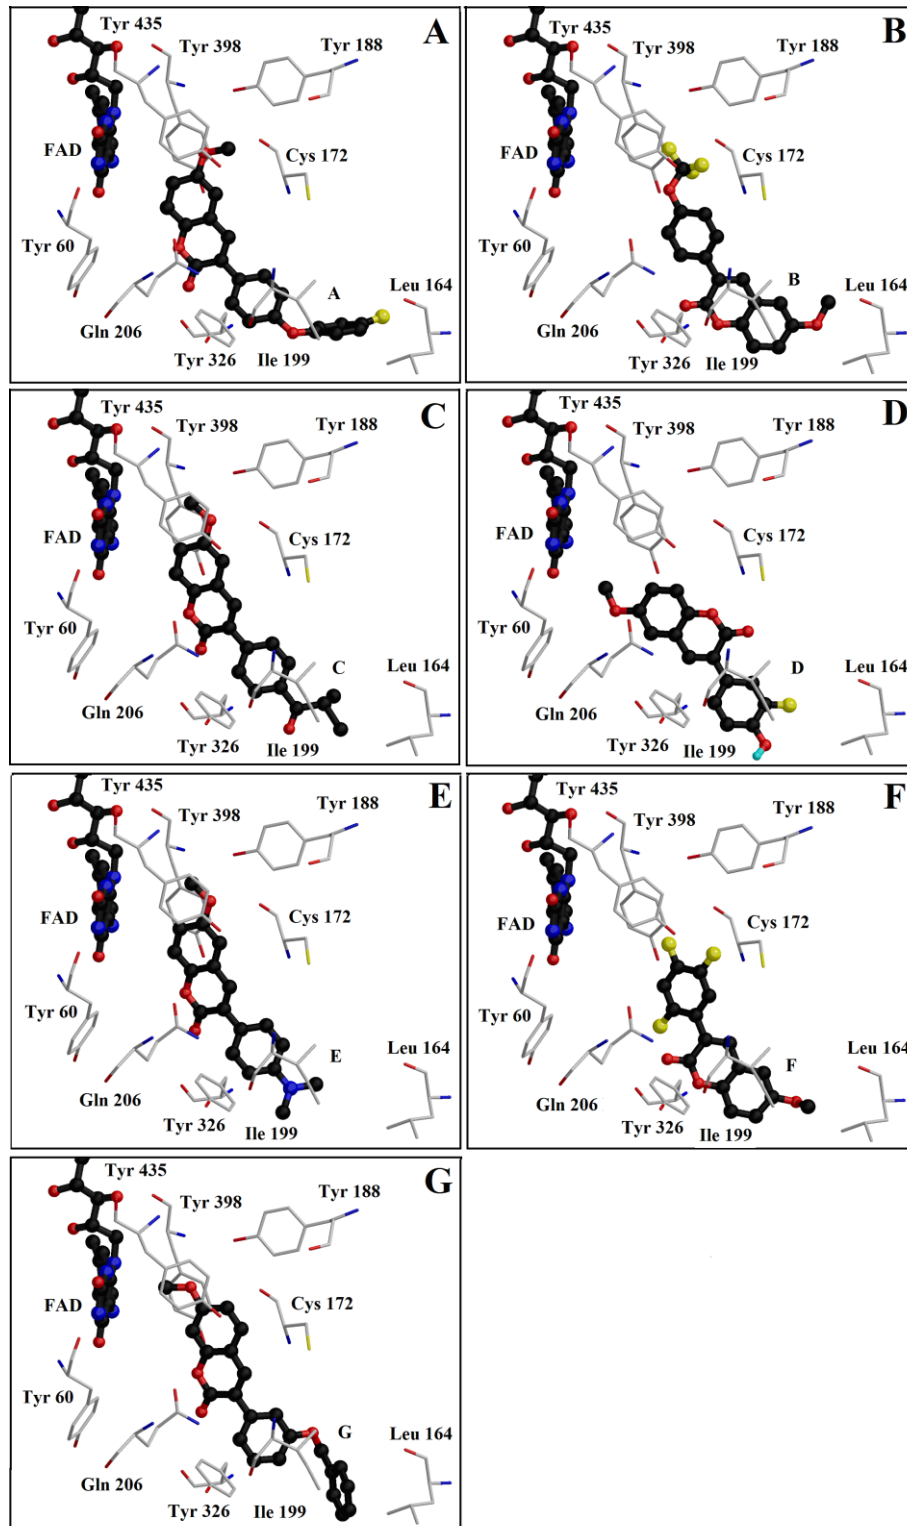 Tyr 435
A
Tyr 398
Tyr 188
FAD
Cys 172
Tyr 60
A
Leu 164
Gln 206
Tyr 326
Ile 199
Tyr 435
B
Tyr 398
Tyr 188
FAD
Cys 172
Tyr 60
B
Leu 164
Gln 206
Tyr 326
Ile 199
Tyr 435
C
Tyr 398
Tyr 188
FAD
Cys 172
Tyr 60
C
Leu 164
Gln 206
Tyr 326
Ile 199
Tyr 435
D
Tyr 398
Tyr 188
FAD
Cys 172
Tyr 60
D
Leu 164
Gln 206
Tyr 326
Ile 199
Tyr 435
E
Tyr 398
Tyr 188
FAD
Cys 172
Tyr 60
E
Leu 164
Gln 206
Tyr 326
Ile 199
Tyr 435
F
Tyr 398
Tyr 188
FAD
Cys 172
Tyr 60
F
Leu 164
Gln 206
Tyr 326
Ile 199
Tyr 435
G
Tyr 398
Tyr 188
FAD
Cys 172
Tyr 60
G
Leu 164
Gln 206
Tyr 326
Ile 199